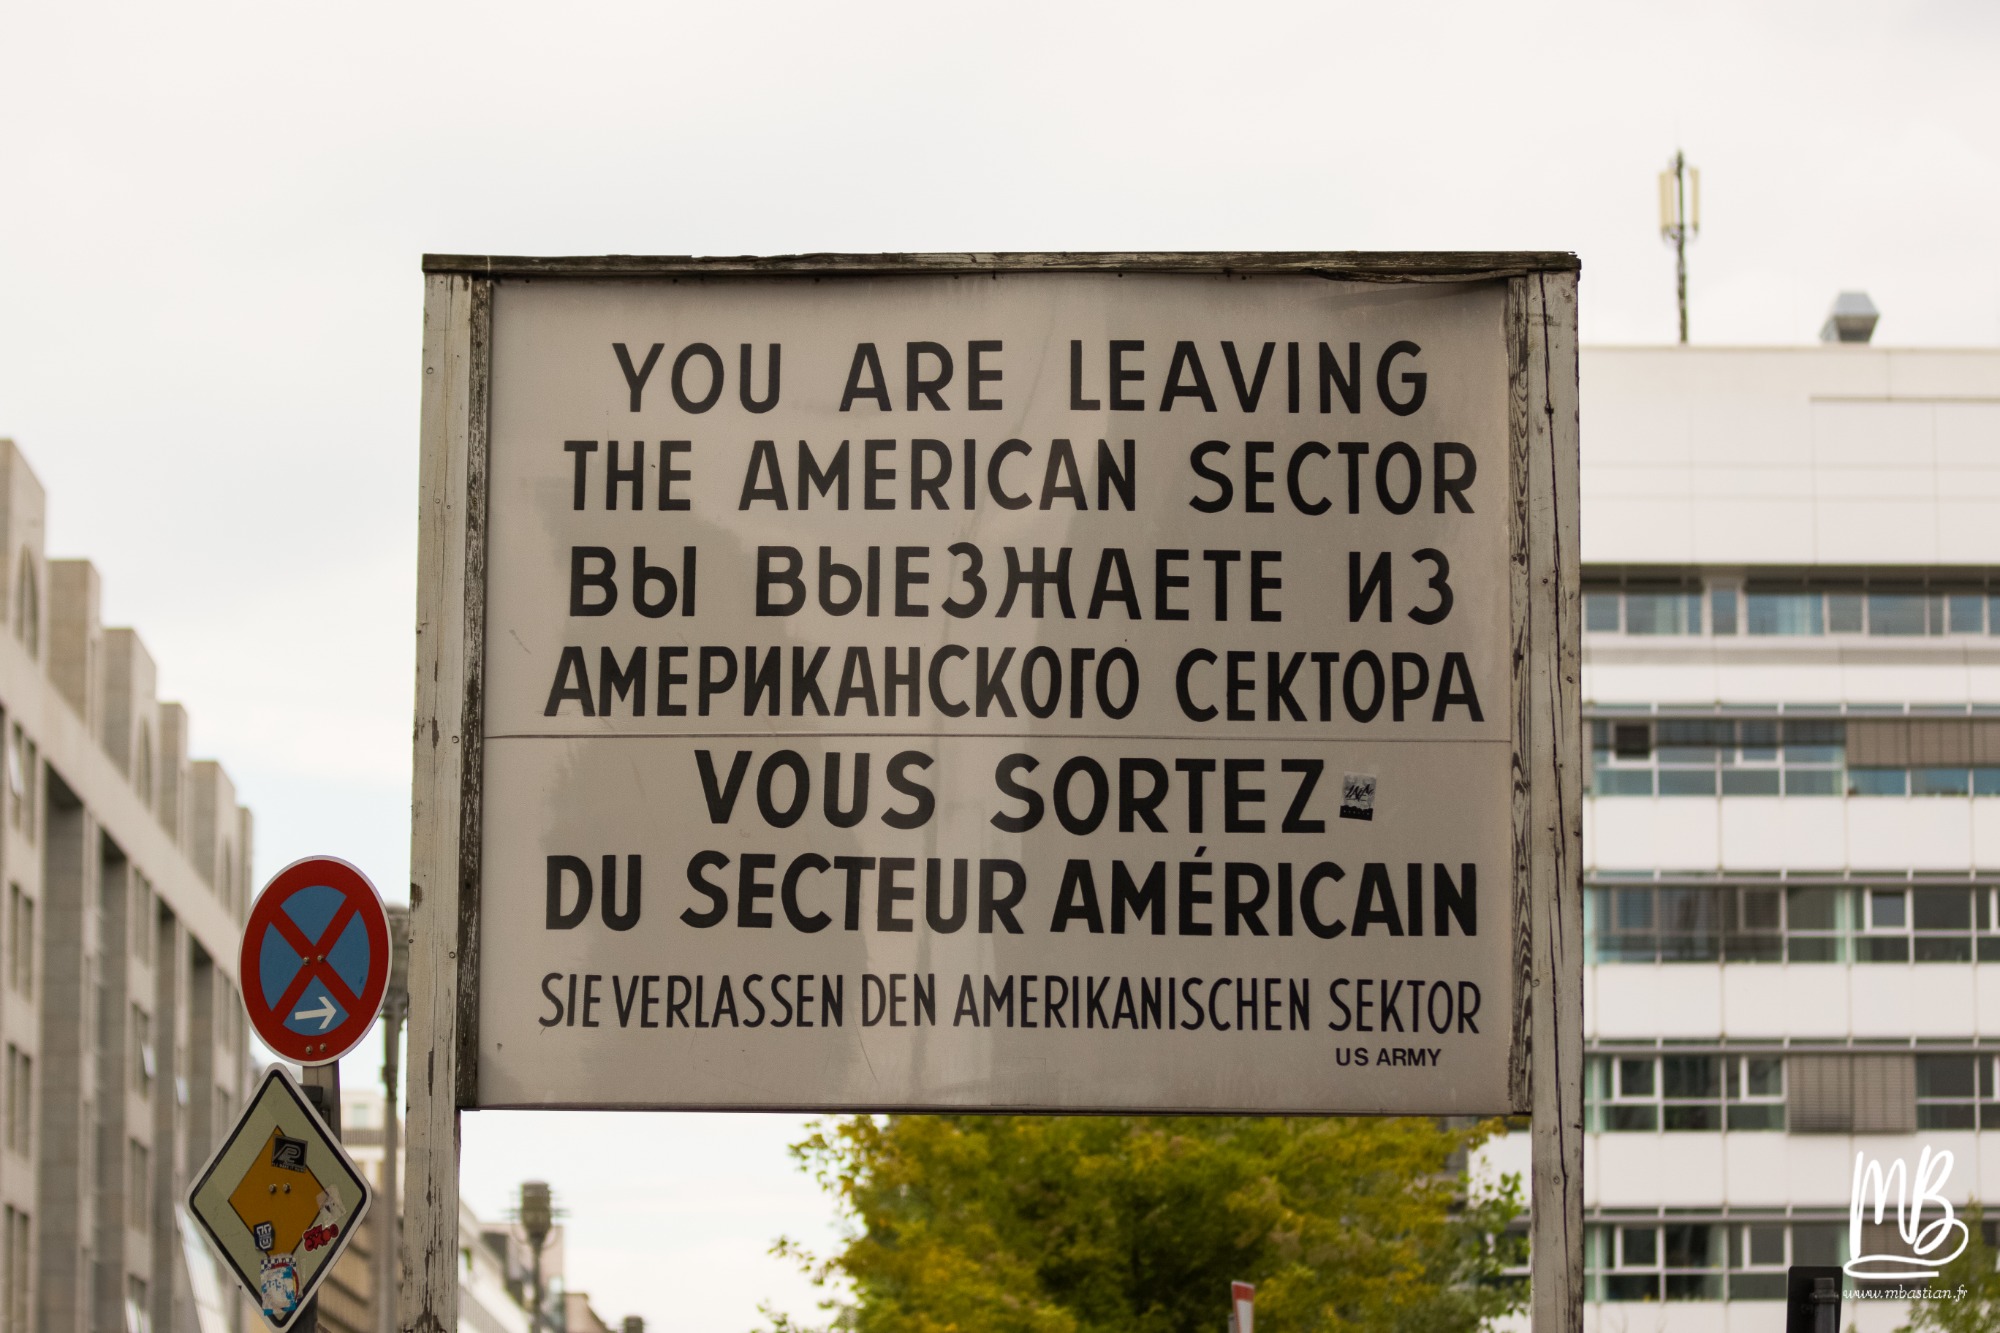 YOU ARE LEAVING
THE AMERICAN SECTOR
ВЫ ВЫЕЗЖАЕТЕ ИЗ
АМЕРИКАНСКОГО СЕКТОРА
VOUS SORTEZ
DU SECTEUR AMÉRICAIN
SIE VERLASSEN DEN AMERIKANISCHEN SEKTOR
US ARMY
MB
www.mbastian.fr